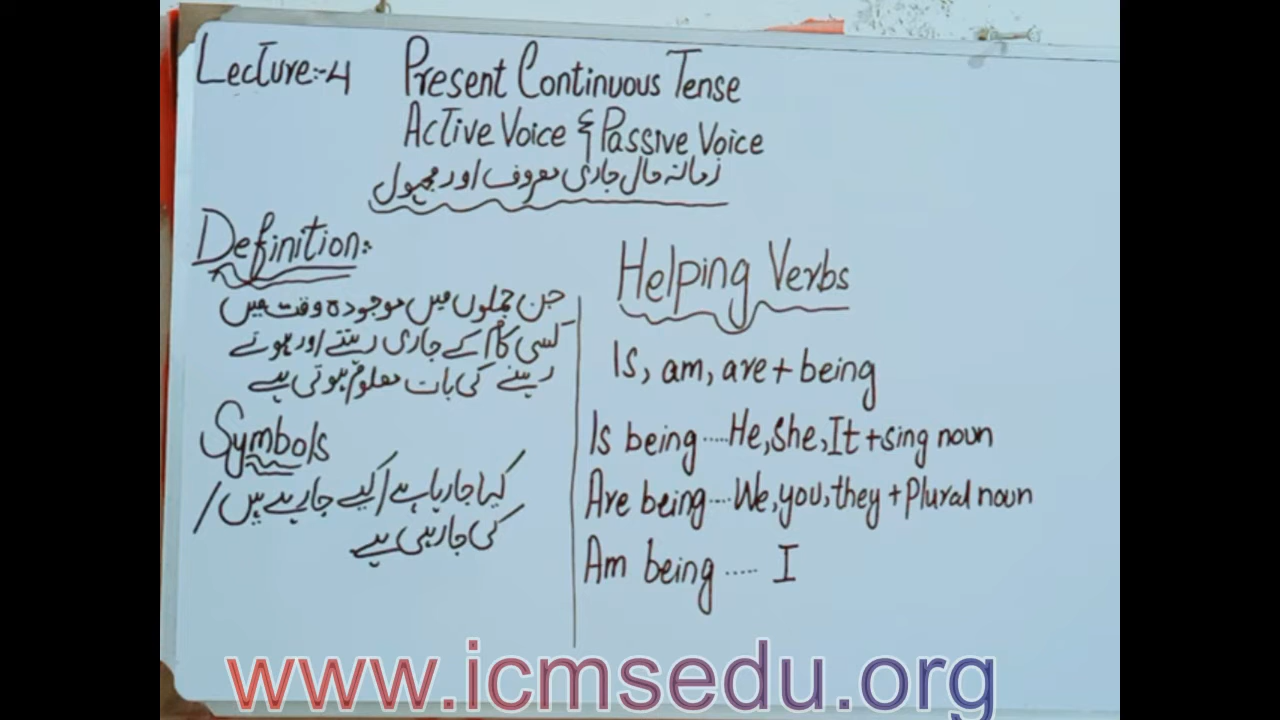 Lecture:-4
Present Continuous Tense
Active Voice & Passive Voice
زمانہ حال جاری معروف اور مجہول
Definition:
جن جملوں میں موجودہ وقت میں
کسی کام کے جاری رہتے اور ہوتے
رہنے کی بات معلوم ہوتی ہے
Symbols
کیا جا رہا ہے/کیے جا رہے ہیں/
کی جا رہی ہے
Helping Verbs
Is, am, are + being
Is being ..... He, She, It + sing noun
Are being .... We, you, they + Plural noun
Am being ..... I
www.icmsedu.org